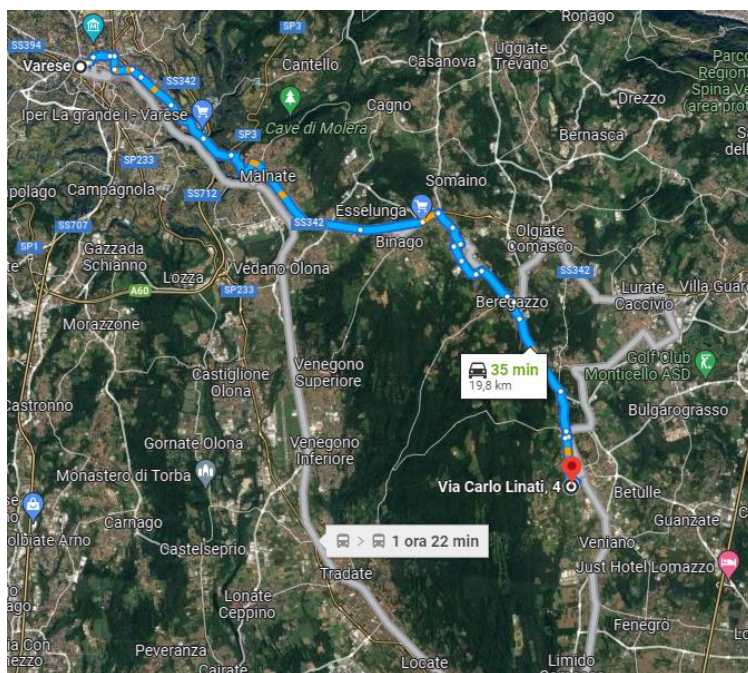 Ronago
SS394
SP3
Varese
SS342
Cantello
Casanova
Uggiate
Trevano
Parco
Regional
Spina Ve
(area pro
Drezzo
Iper La grande i - Varese
Cagno
Cave di Molera
Bernasca
SP3
SP233
Malnate
Somaino
Campagnola
SS712
Esselunga
SS707
SS342
Binago
Olgiate
Comasco
SP1
Gazzada
Schianno
Lozza
Vedano Olona
SS342
Lurate
Caccivio
Villa Guar
A60
SP233
Beregazzo
Morazzone
35 min
19,8 km
Golf Club
Monticello ASD
Castiglione
Olona
Venegono
Superiore
Castronno
Bulgarograsso
Gornate Olona
Venegono
Inferiore
Monastero di Torba
Via Carlo Linati, 4
Betulle
Carnago
Guanzate
olbiate Arno
Castelseprio
1 ora 22 min
Veniano
Just Hotel Lomazzo
Tradate
Lonate
Ceppino
Fenegrò
Peveranza
Locate
Limido
Cairate